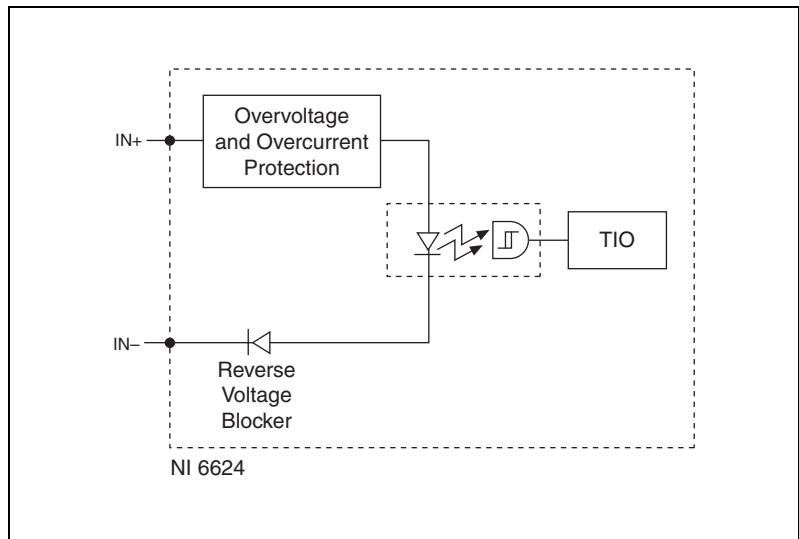 Overvoltage
and Overcurrent
Protection
IN+
TIO
IN–
Reverse
Voltage
Blocker
NI 6624